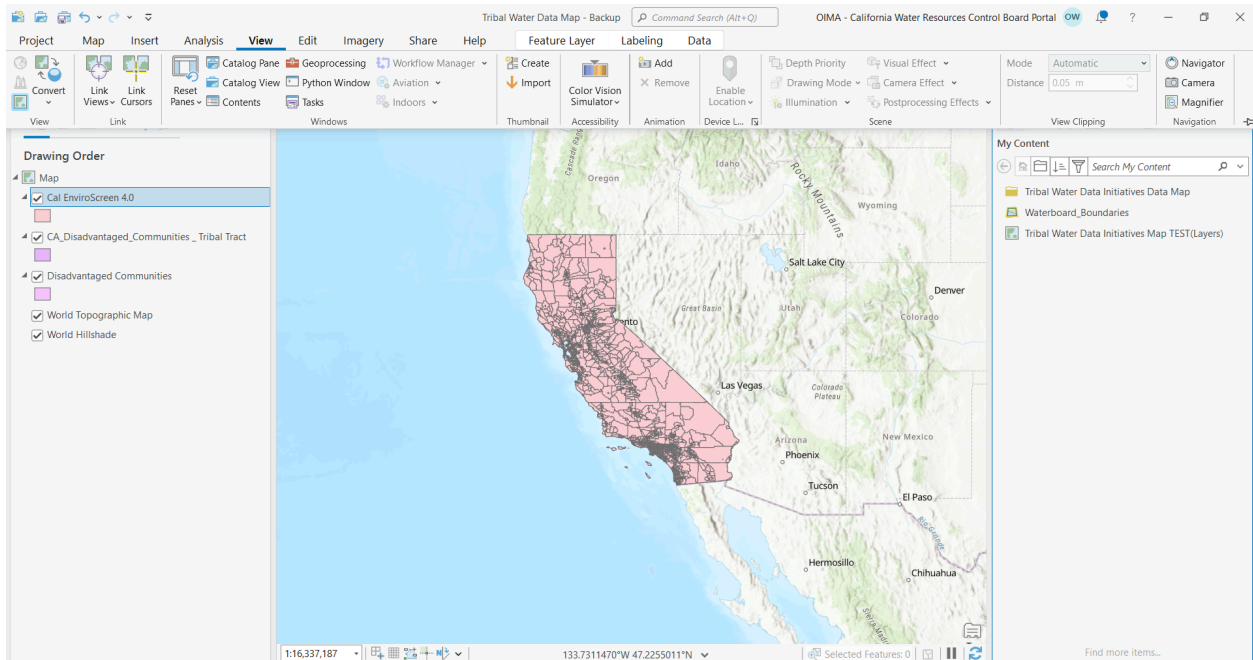 Tribal Water Data Map - Backup
Command Search (Alt+Q)
OIMA - California Water Resources Control Board Portal
OW
?
Project Map Insert Analysis View Edit Imagery Share Help Feature Layer Labeling Data
Convert
View
Link Views
Link Cursors
Link
Reset Panes
Catalog Pane
Catalog View
Contents
Geoprocessing
Python Window
Tasks
Workflow Manager
Aviation
Indoors
Windows
Create
Import
Thumbnail
Color Vision Simulator
Accessibility
Add
Remove
Animation
Enable Location
Device L...
Depth Priority
Drawing Mode
Illumination
Visual Effect
Camera Effect
Postprocessing Effects
Scene
Mode Automatic
Distance 0.05 m
View Clipping
Navigator
Camera
Magnifier
Navigation
Drawing Order
Map
Cal EnviroScreen 4.0
CA_Disadvantaged_Communities _ Tribal Tract
Disadvantaged Communities
World Topographic Map
World Hillshade
Cascade Rang
Idaho
Oregon
Rocky Mountains
Wyoming
Salt Lake City
Denver
Great Basin
Utah
Colorado
ento
Las Vegas
Colorado
Plateau
Arizona
New Mexico
Phoenix
Tucson
El Paso
Rio Grande
Hermosillo
Chihuahua
Sierra Madr
1:16,337,187
133.7311470°W 47.2255011°N
Selected Features: 0
My Content
Search My Content
Tribal Water Data Initiatives Data Map
Waterboard_Boundaries
Tribal Water Data Initiatives Map TEST(Layers)
Find more items...